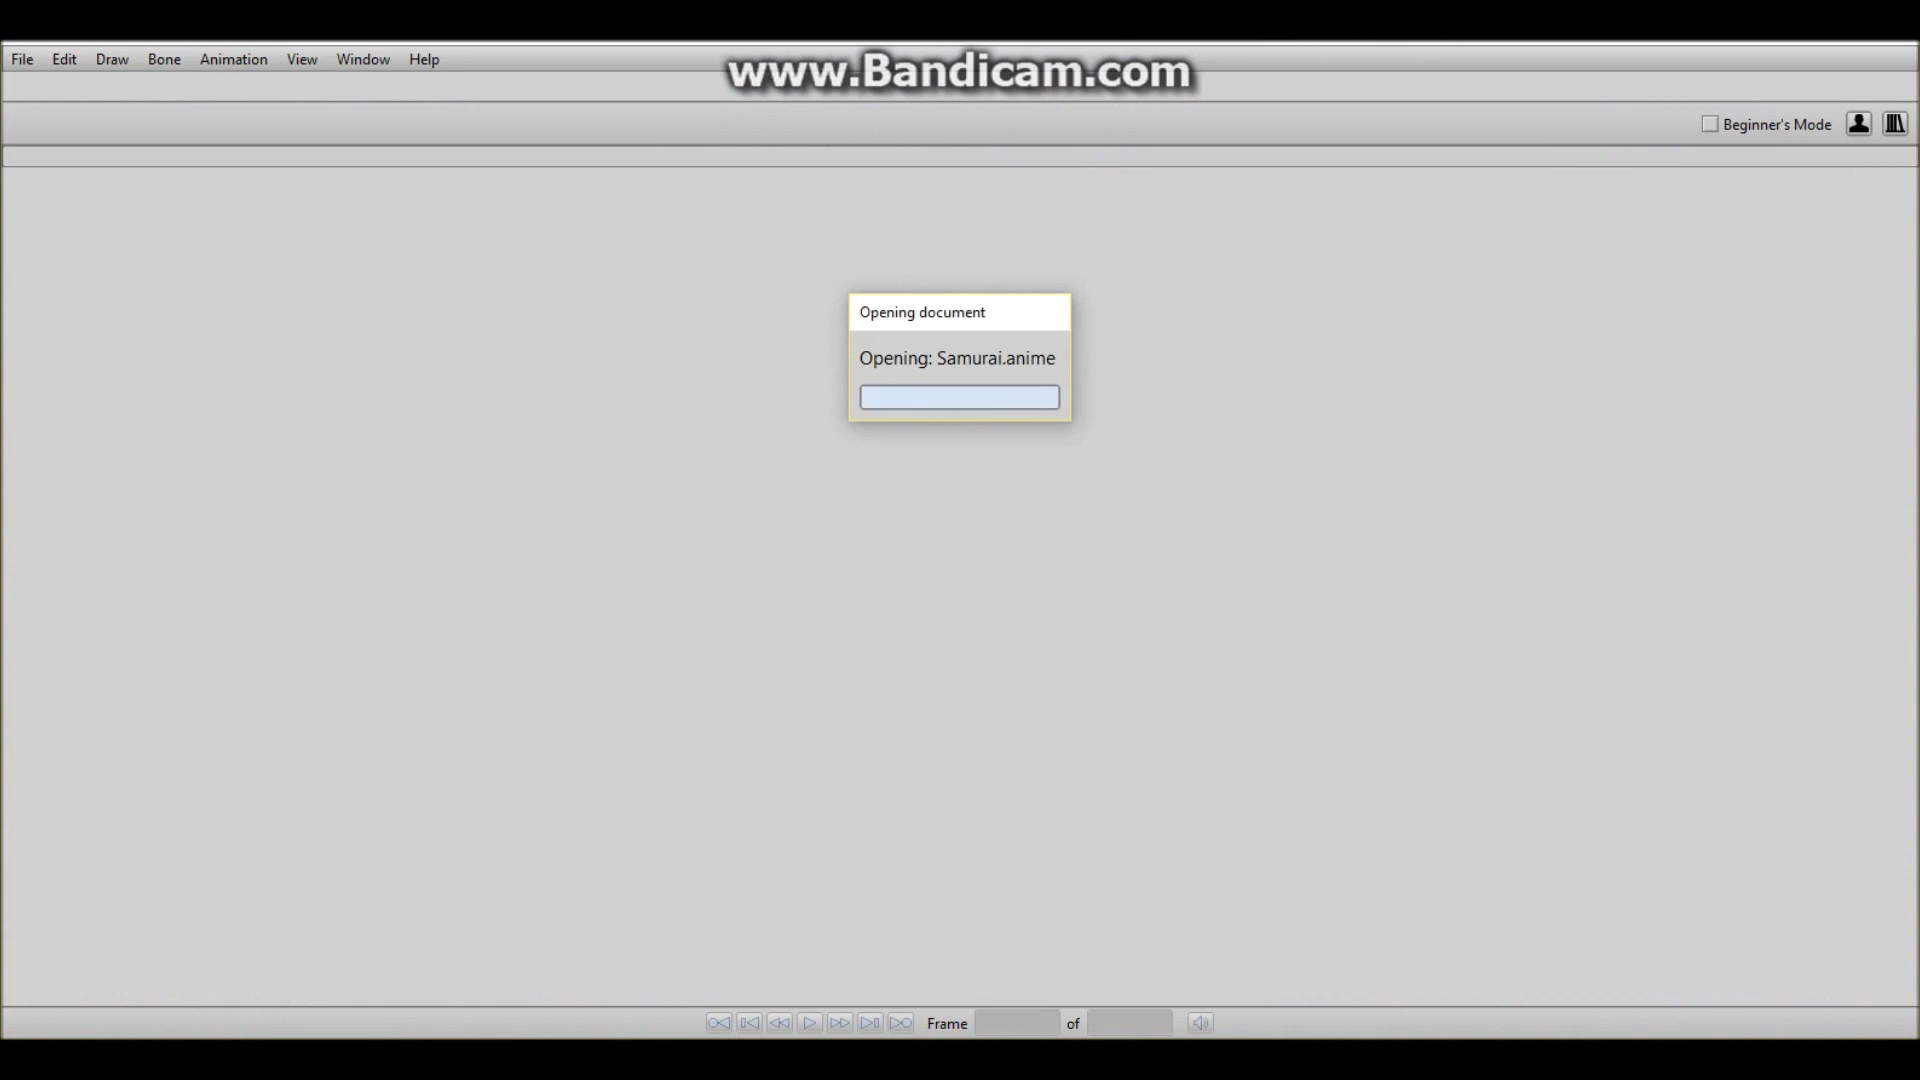 www.Bandicam.com
File Edit Draw Bone Animation View Window Help
Beginner's Mode
Opening document
Opening: Samurai.anime
Frame of